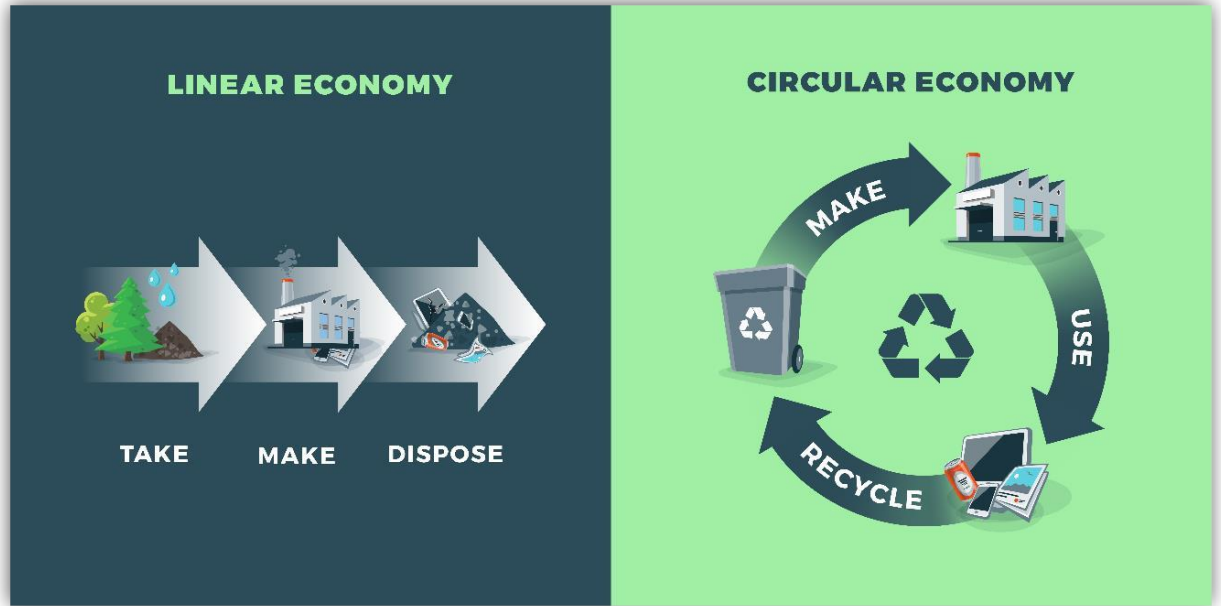 LINEAR ECONOMY
TAKE
MAKE
DISPOSE
CIRCULAR ECONOMY
MAKE
USE
RECYCLE